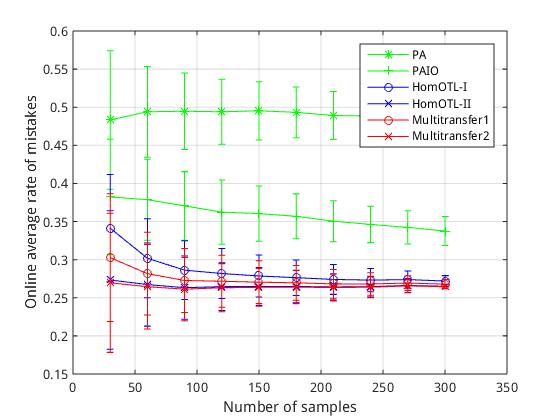 0.6
0.55
0.5
0.45
0.4
0.35
0.3
0.25
0.2
0.15
0
50
100
150
200
250
300
350
Online average rate of mistakes
Number of samples
PA
PAIO
HomOTL-I
HomOTL-II
Multitransfer1
Multitransfer2